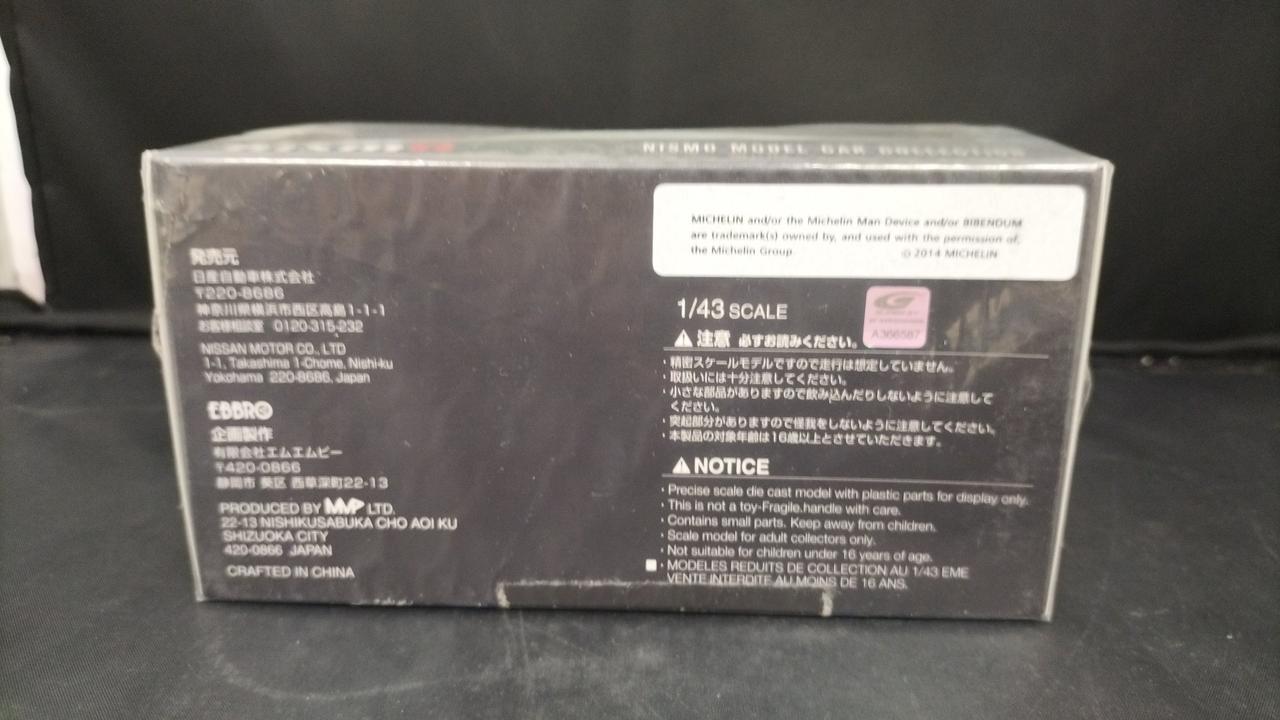 NISMO MODEL CAR COLLECTION
発売元
日産自動車株式会社
〒220-8686
神奈川県横浜市西区高島1-1-1
お客様相談室 0120-315-232
NISSAN MOTOR CO., LTD
1-1, Takashima 1-Chome, Nishi-ku
Yokohama 220-8686, Japan
EBBRO
企画製作
有限会社エムエムピー
〒420-0866
静岡市 葵区 西草深町22-13
PRODUCED BY MMP LTD.
22-13 NISHIKUSABUKA CHO AOI KU
SHIZUOKA CITY
420-0866 JAPAN
CRAFTED IN CHINA
MICHELIN and/or the Michelin Man Device and/or BIBENDUM
are trademark(s) owned by, and used with the permission of,
the Michelin Group.
© 2014 MICHELIN
1/43 SCALE
A366587
注意 必ずお読みください。
・精密スケールモデルですので走行は想定していません。
・取扱いには十分注意してください。
・小さな部品がありますので飲み込んだりしないように注意して
ください。
・突起部分がありますので怪我をしないように注意してください。
・本製品の対象年齢は16歳以上とさせていただきます。
NOTICE
・Precise scale die cast model with plastic parts for display only.
・This is not a toy-Fragile.handle with care.
・Contains small parts. Keep away from children.
・Scale model for adult collectors only.
・Not suitable for children under 16 years of age.
・MODELES REDUITS DE COLLECTION AU 1/43 EME
VENTE INTERDITE AU MOINS DE 16 ANS.